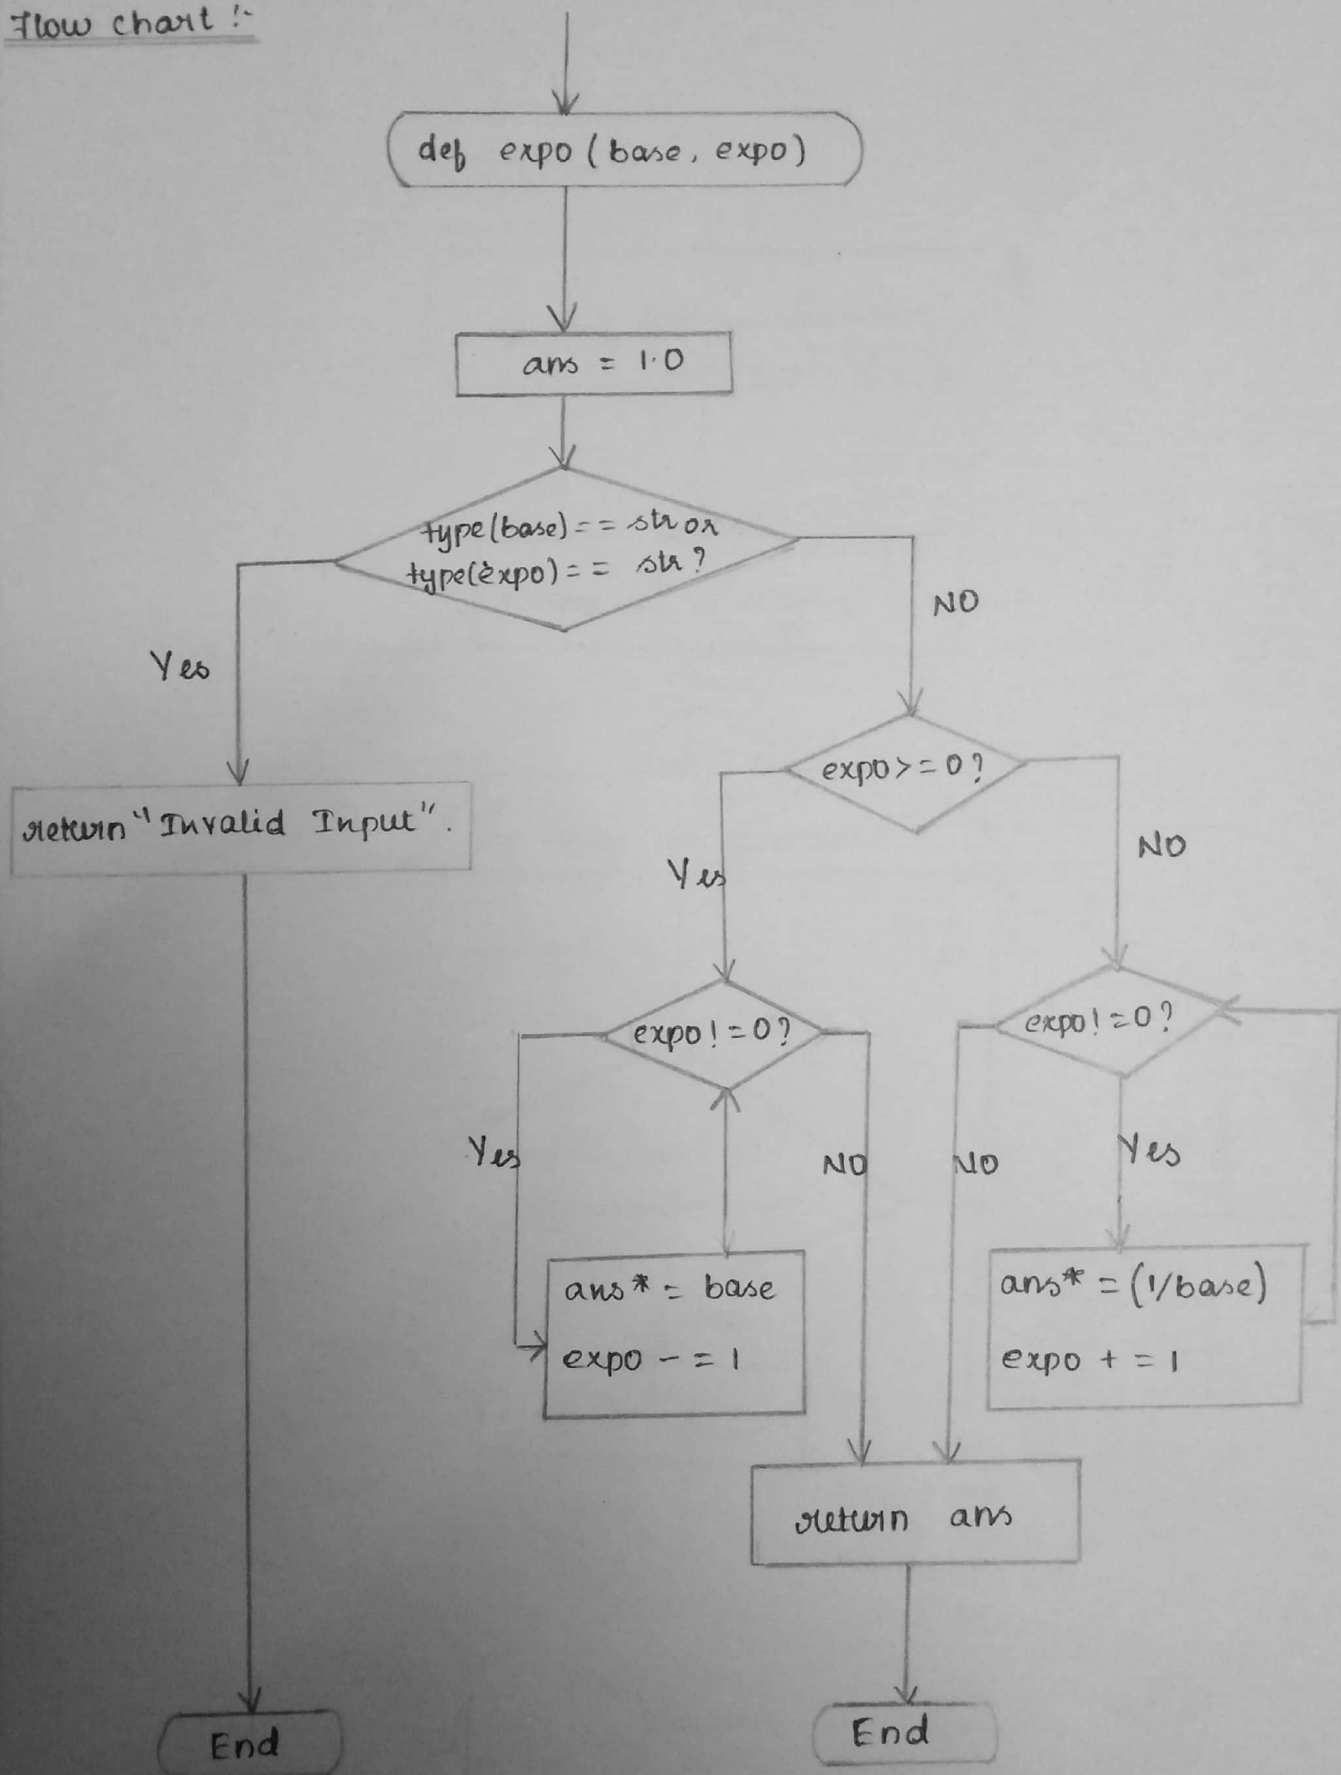 Flow chart :-
def expo (base, expo)
ans = 1.0
type(base) == str or
type(expo) == str ?
Yes
NO
return "Invalid Input".
expo >= 0 ?
Yes
NO
expo != 0 ?
expo != 0 ?
Yes
NO
NO
Yes
ans *= base
expo -= 1
ans *= (1/base)
expo += 1
return ans
End
End